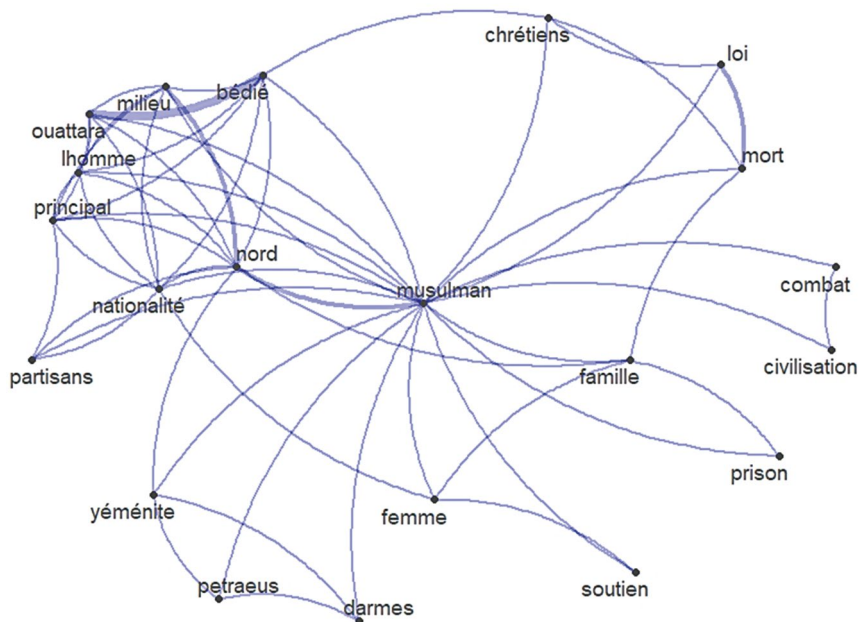 chrétiens
loi
bédié
milieu
ouattara
lhomme
mort
principal
nord
combat
musulman
nationalité
civilisation
famille
partisans
prison
yéménite
femme
soutien
petraeus
darmes